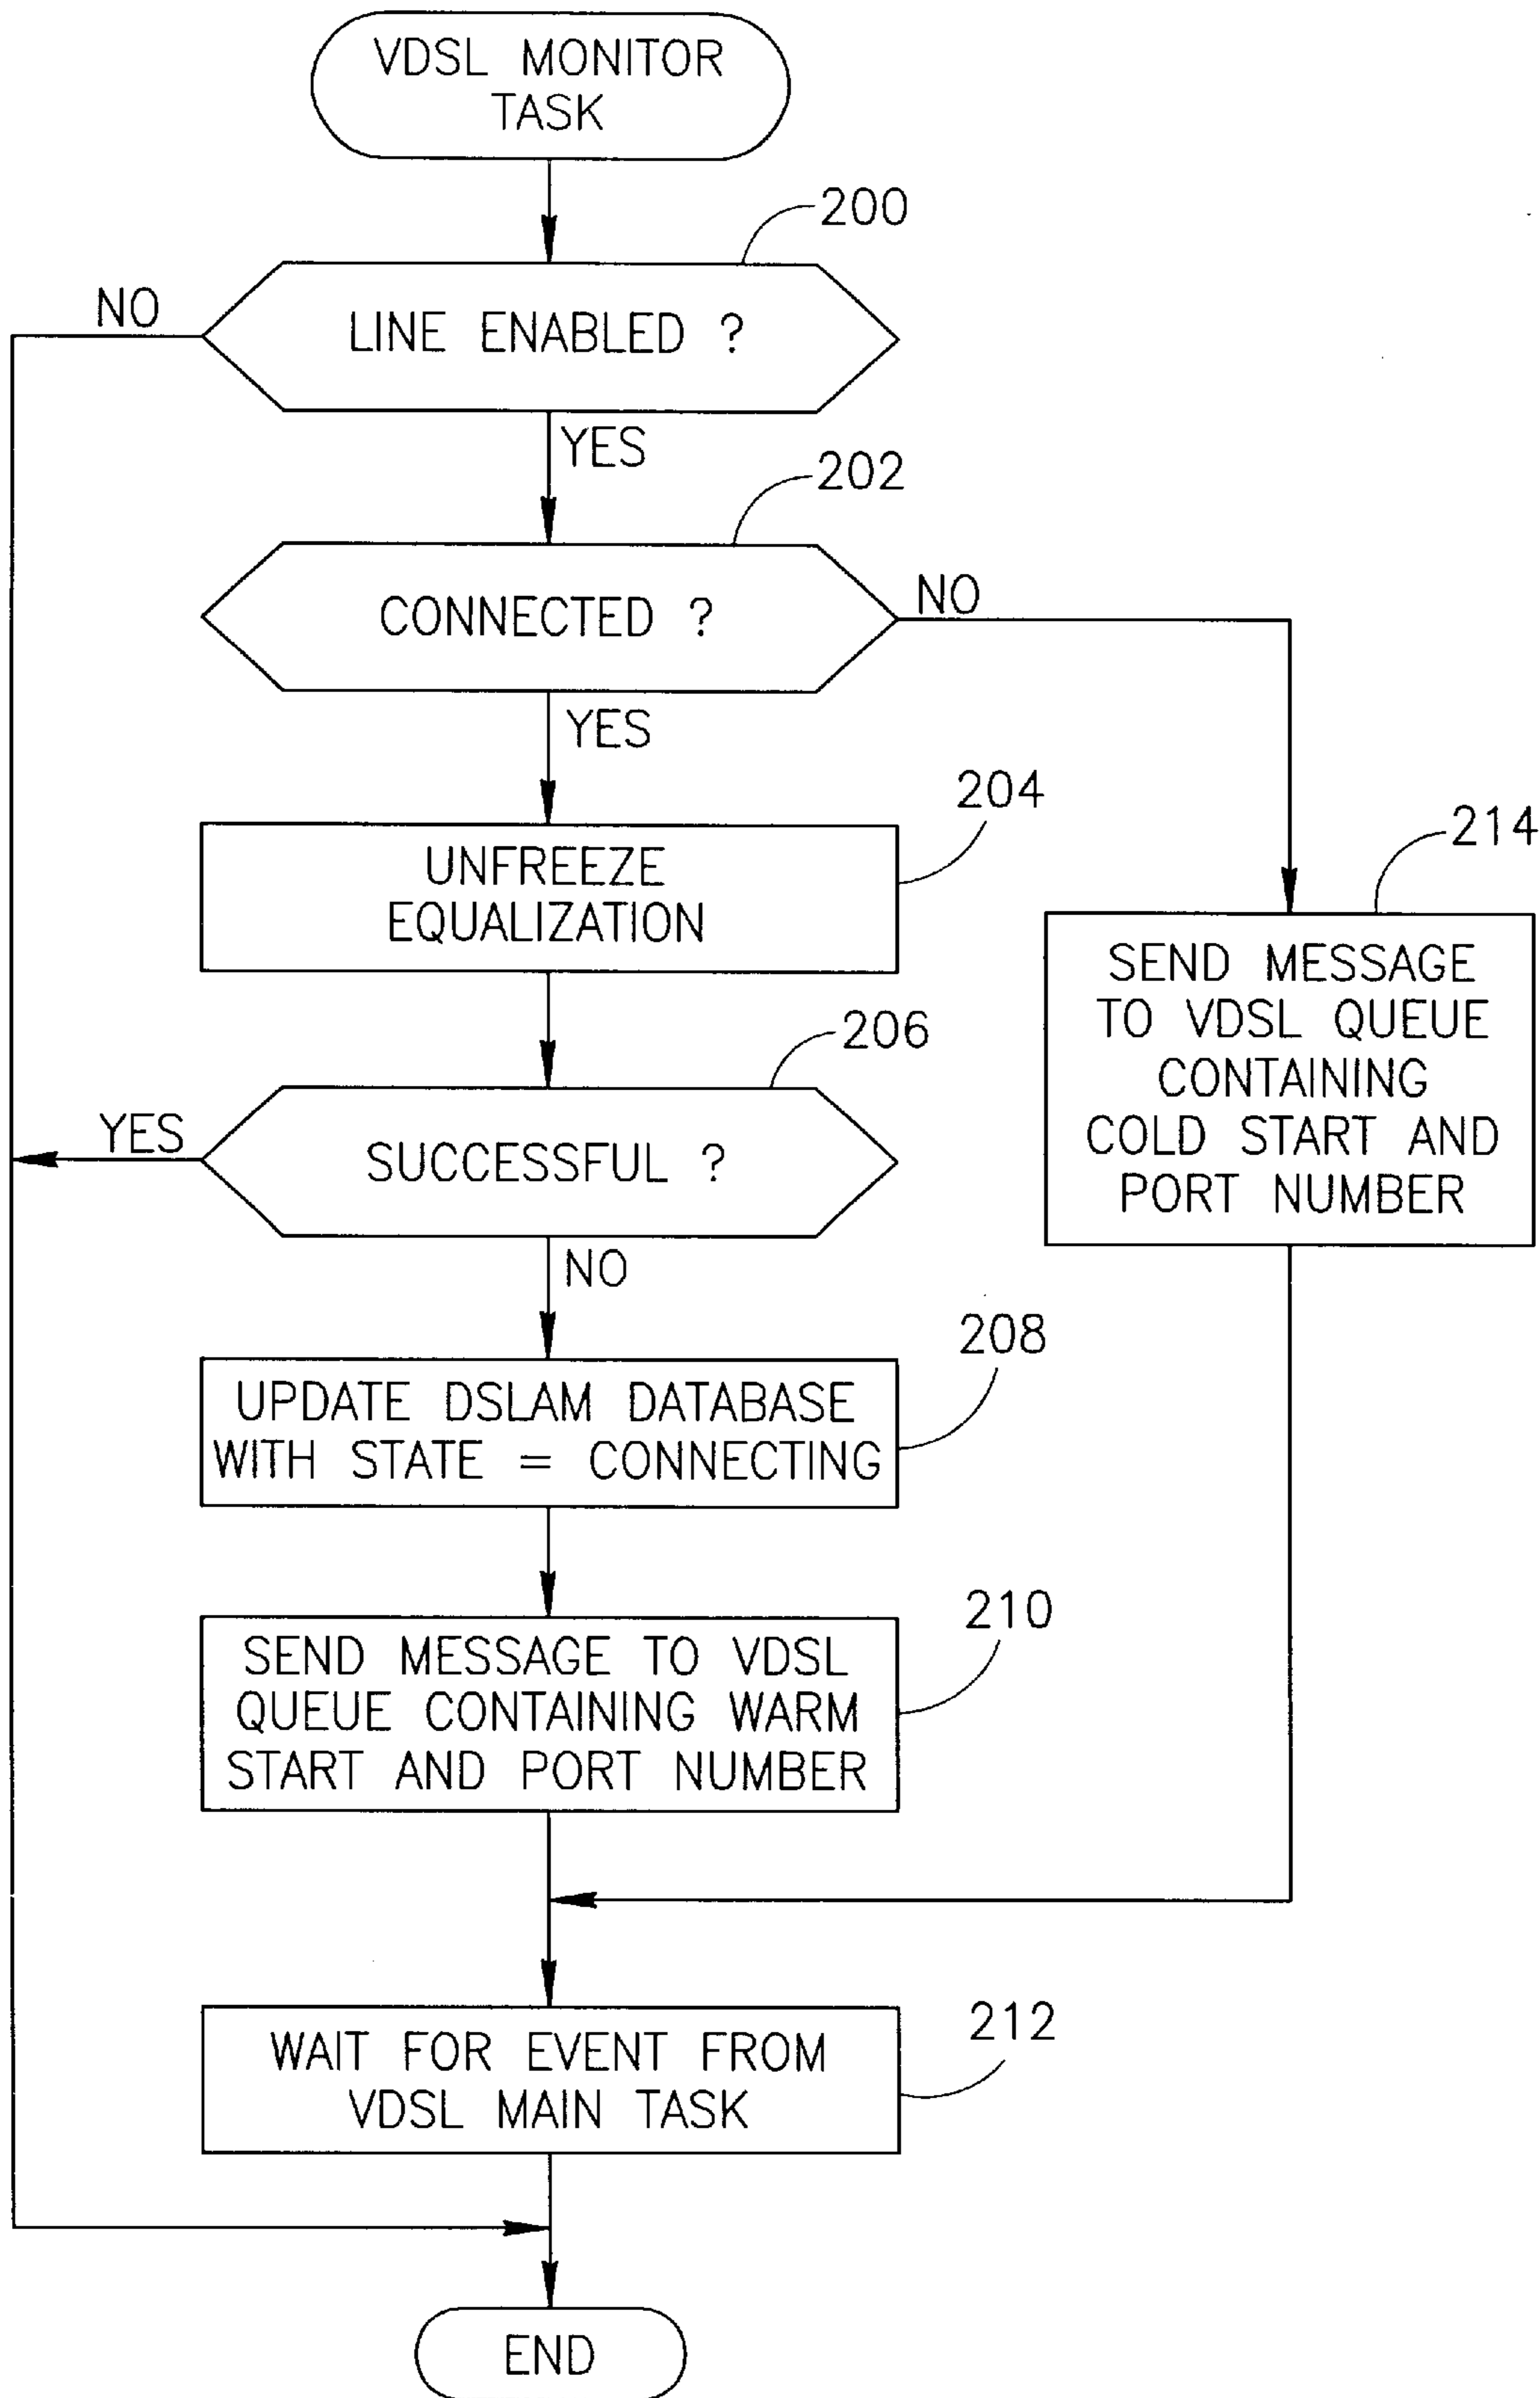 VDSL MONITOR
TASK
200
NO
LINE ENABLED ?
YES
202
CONNECTED ?
NO
YES
204
UNFREEZE
EQUALIZATION
214
SEND MESSAGE
TO VDSL QUEUE
CONTAINING
COLD START AND
PORT NUMBER
206
YES
SUCCESSFUL ?
NO
208
UPDATE DSLAM DATABASE
WITH STATE = CONNECTING
210
SEND MESSAGE TO VDSL
QUEUE CONTAINING WARM
START AND PORT NUMBER
212
WAIT FOR EVENT FROM
VDSL MAIN TASK
END